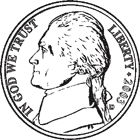 IN GOD WE TRUST
LIBERTY • 2003